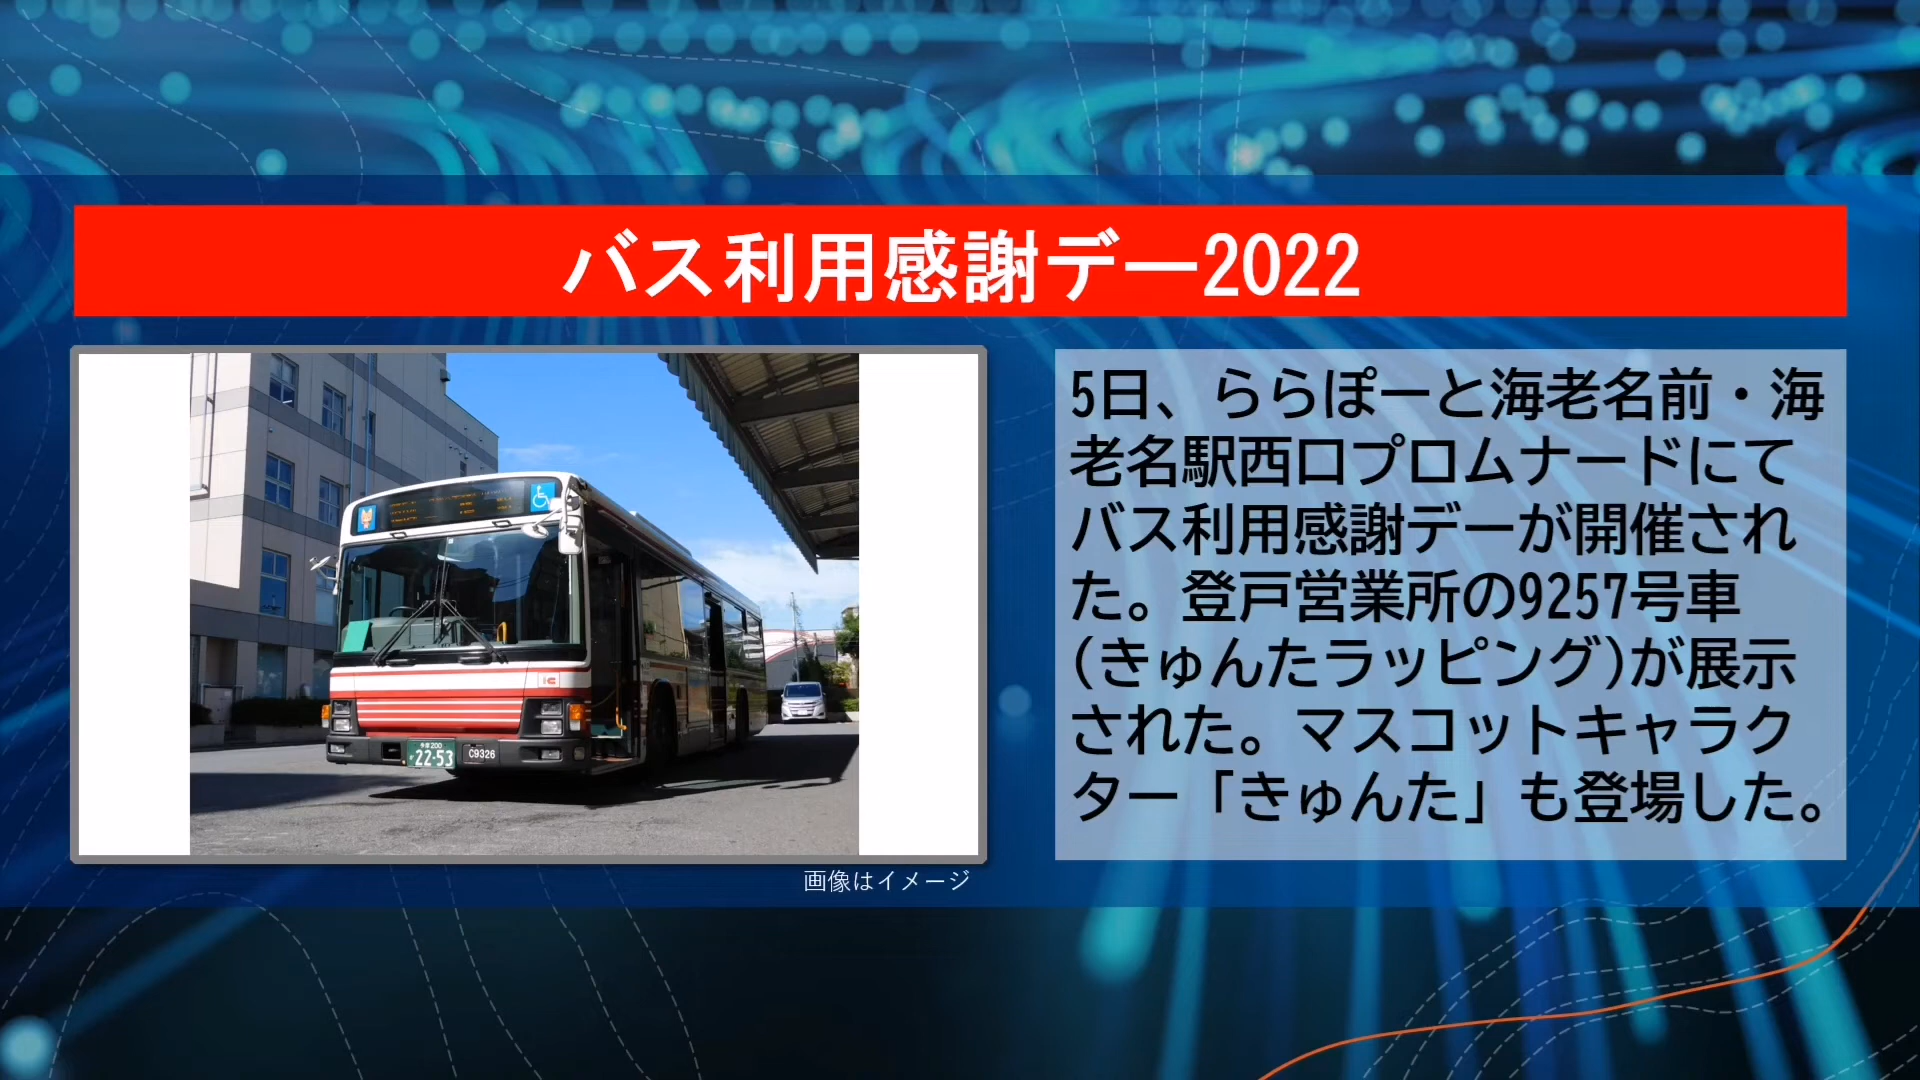 バス利用感謝デー2022
5日、ららぽーと海老名前・海
老名駅西口プロムナードにて
バス利用感謝デーが開催され
た。登戸営業所の9257号車
(きゅんたラッピング)が展示
された。マスコットキャラク
ター「きゅんた」も登場した。
22-53
C9326
画像はイメージ